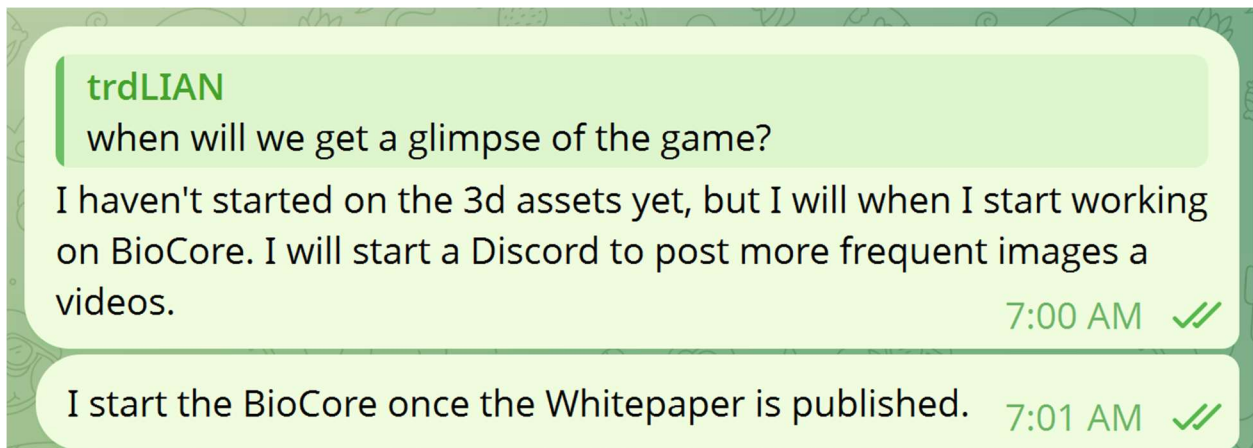 trdLIAN
when will we get a glimpse of the game?
I haven't started on the 3d assets yet, but I will when I start working
on BioCore. I will start a Discord to post more frequent images a
videos.
7:00 AM
I start the BioCore once the Whitepaper is published.
7:01 AM